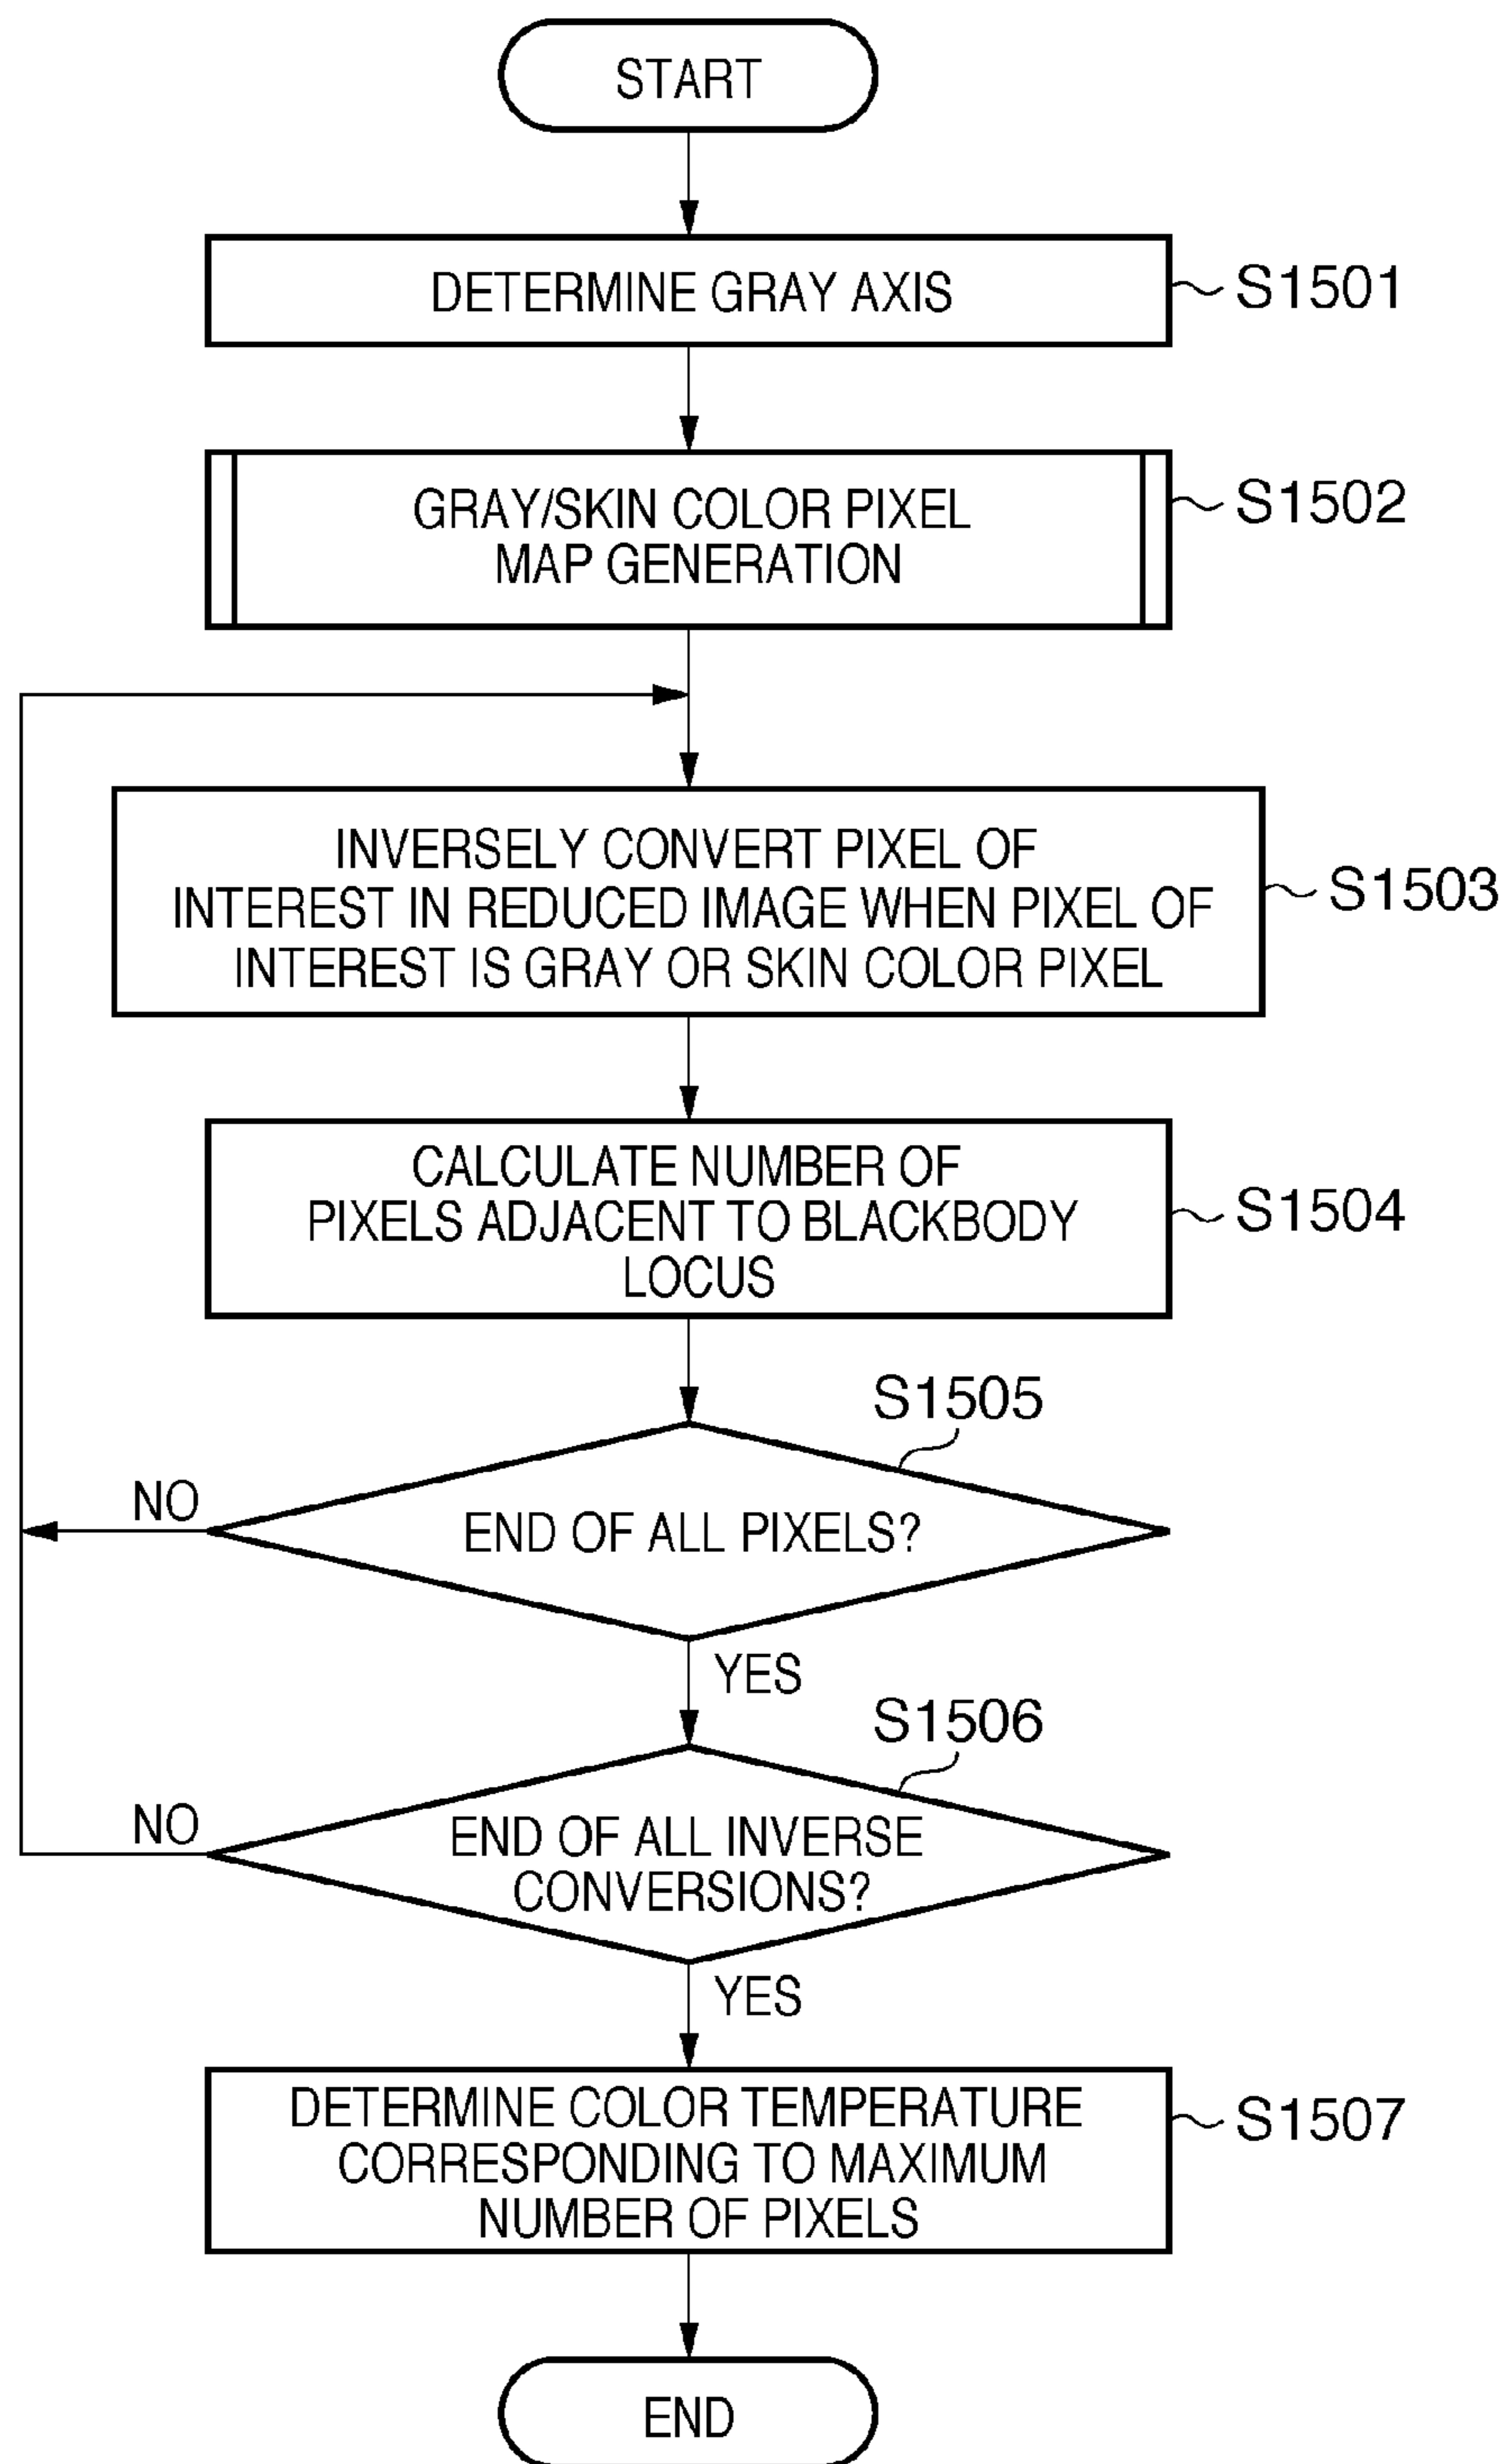 START
DETERMINE GRAY AXIS
S1501
GRAY/SKIN COLOR PIXEL
MAP GENERATION
S1502
INVERSELY CONVERT PIXEL OF
INTEREST IN REDUCED IMAGE WHEN PIXEL OF
INTEREST IS GRAY OR SKIN COLOR PIXEL
S1503
CALCULATE NUMBER OF
PIXELS ADJACENT TO BLACKBODY
LOCUS
S1504
S1505
NO
END OF ALL PIXELS?
YES
S1506
NO
END OF ALL INVERSE
CONVERSIONS?
YES
DETERMINE COLOR TEMPERATURE
CORRESPONDING TO MAXIMUM
NUMBER OF PIXELS
S1507
END